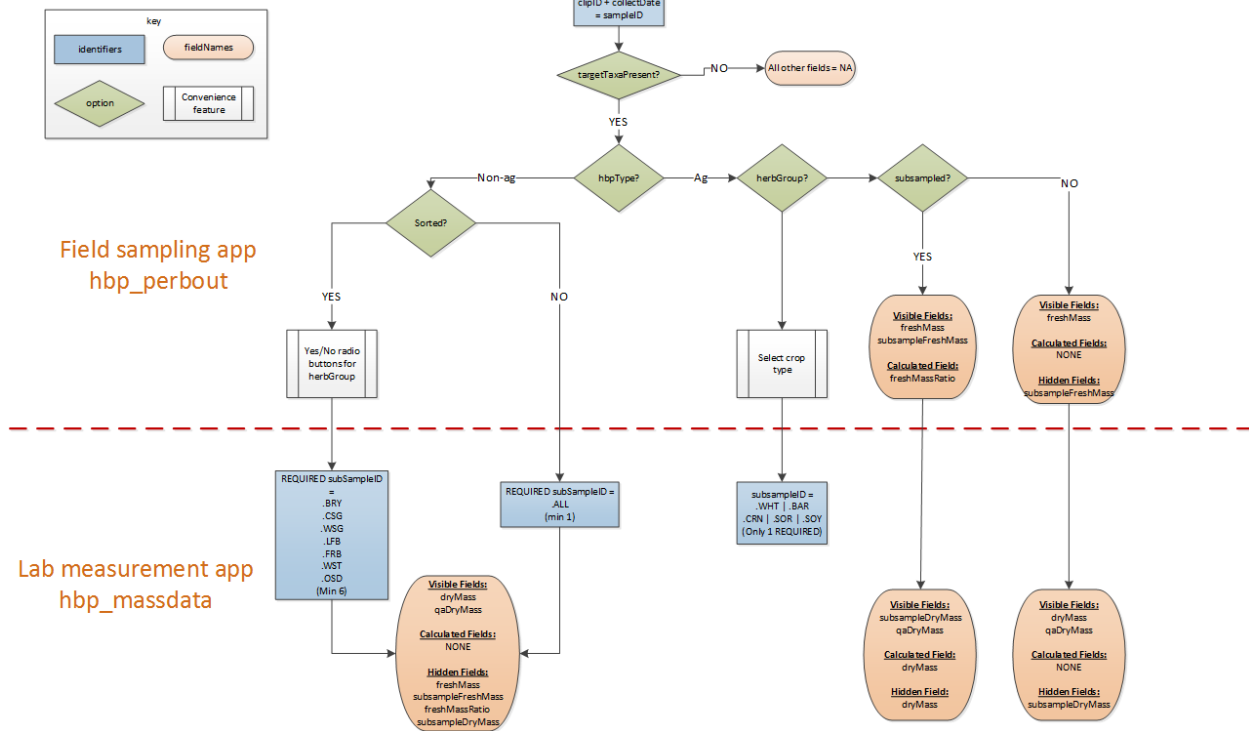 key
identifiers
fieldNames
option
Convenience
feature
clipID + collectDate
= sampleID
targetTaxaPresent?
NO
All other fields = NA
YES
Non-ag
hbpType?
Ag
herbGroup?
subsampled?
NO
Sorted?
Field sampling app
hbp_perbout
YES
NO
YES
Yes/No radio
buttons for
herbGroup
Select crop
type
Visible Fields:
freshMass
subsampleFreshMass
Calculated Field:
freshMassRatio
Visible Fields:
freshMass
Calculated Fields:
NONE
Hidden Fields:
subsampleFreshMass
Lab measurement app
hbp_massdata
REQUIRED subSampleID
=
.BRY
.CSG
.WSG
.LFB
.FRB
.WST
.OSD
(Min 6)
REQUIRED subSampleID =
.ALL
(min 1)
subsampleID =
.WHT | .BAR
.CRN | .SOR | .SOY
(Only 1 REQUIRED)
Visible Fields:
dryMass
qaDryMass
Calculated Fields:
NONE
Hidden Fields:
freshMass
subsampleFreshMass
freshMassRatio
subsampleDryMass
Visible Fields:
subsampleDryMass
qaDryMass
Calculated Field:
dryMass
Hidden Field:
dryMass
Visible Fields:
dryMass
qaDryMass
Calculated Fields:
NONE
Hidden Fields:
subsampleDryMass